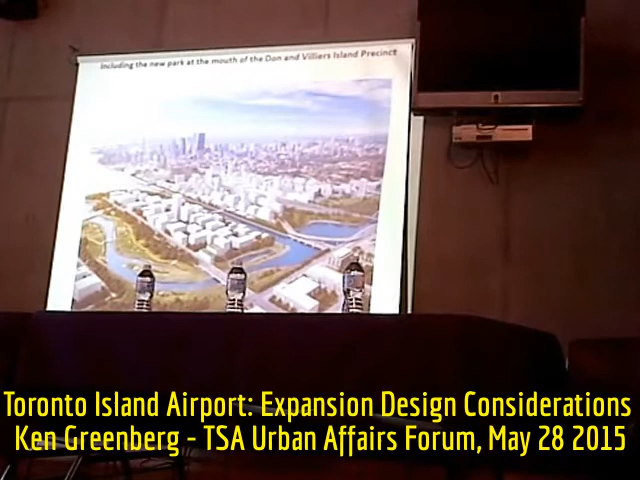 Including the new park at the mouth of the Don and Villiers Island Precinct
Toronto Island Airport: Expansion Design Considerations
Ken Greenberg - TSA Urban Affairs Forum, May 28 2015